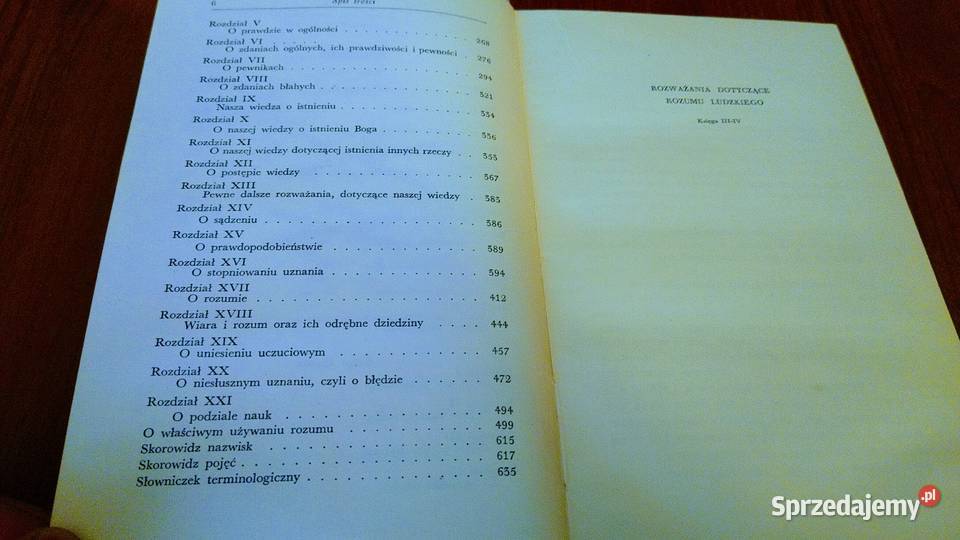 6 Spis treści
Rozdział V
O prawdzie w ogólności . . . . . . . . . . . 268
Rozdział VI
O zdaniach ogólnych, ich prawdziwości i pewności 276
Rozdział VII
O pewnikach . . . . . . . . . . . . . . . 294
Rozdział VIII
O zdaniach błahych . . . . . . . . . . . . 321
Rozdział IX
Nasza wiedza o istnieniu . . . . . . . . . . 334
Rozdział X
O naszej wiedzy o istnieniu Boga . . . . . . . 336
Rozdział XI
O naszej wiedzy dotyczącej istnienia innych rzeczy . . 355
Rozdział XII
O postępie wiedzy . . . . . . . . . . . . . 367
Rozdział XIII
Pewne dalsze rozważania, dotyczące naszej wiedzy . 383
Rozdział XIV
O sądzeniu . . . . . . . . . . . . . . . . 386
Rozdział XV
O prawdopodobieństwie . . . . . . . . . . . 389
Rozdział XVI
O stopniowaniu uznania . . . . . . . . . . . 394
Rozdział XVII
O rozumie . . . . . . . . . . . . . . . . 412
Rozdział XVIII
Wiara i rozum oraz ich odrębne dziedziny . . . . 444
Rozdział XIX
O uniesieniu uczuciowym . . . . . . . . . . 457
Rozdział XX
O niesłusznym uznaniu, czyli o błędzie . . . . . . 472
Rozdział XXI
O podziale nauk . . . . . . . . . . . . . . 494
O właściwym używaniu rozumu . . . . . . . . . . 499
Skorowidz nazwisk . . . . . . . . . . . . . . 615
Skorowidz pojęć . . . . . . . . . . . . . . . 617
Słowniczek terminologiczny . . . . . . . . . . . 635
ROZWAŻANIA DOTYCZĄCE
ROZUMU LUDZKIEGO
Księga III-IV
Sprzedajemy.pl